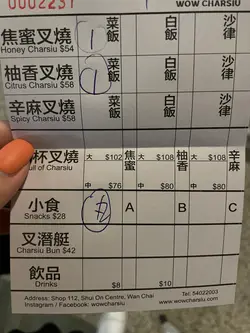 0002237
WOW CHARSIU
焦蜜叉燒 菜飯 白飯 沙律
Honey Charsiu $54
1
柚香叉燒 菜飯 白飯 沙律
Citrus Charsiu $58
1
辛麻叉燒 菜飯 白飯 沙律
Spicy Charsiu $58
杯叉燒 大 $102 焦蜜 大 $108 柚香 大 $108 辛麻
ull of Charsiu 中 $76 中 $80 中 $80
小食 A B C
Snacks $28
叉潛艇
Charsiu Bun $42
飲品
Drinks $8 $10
Address: Shop 112, Shui On Centre, Wan Chai Tel: 54022003
Instagram / Facebook: wowcharsiu www.wowcharsiu.com